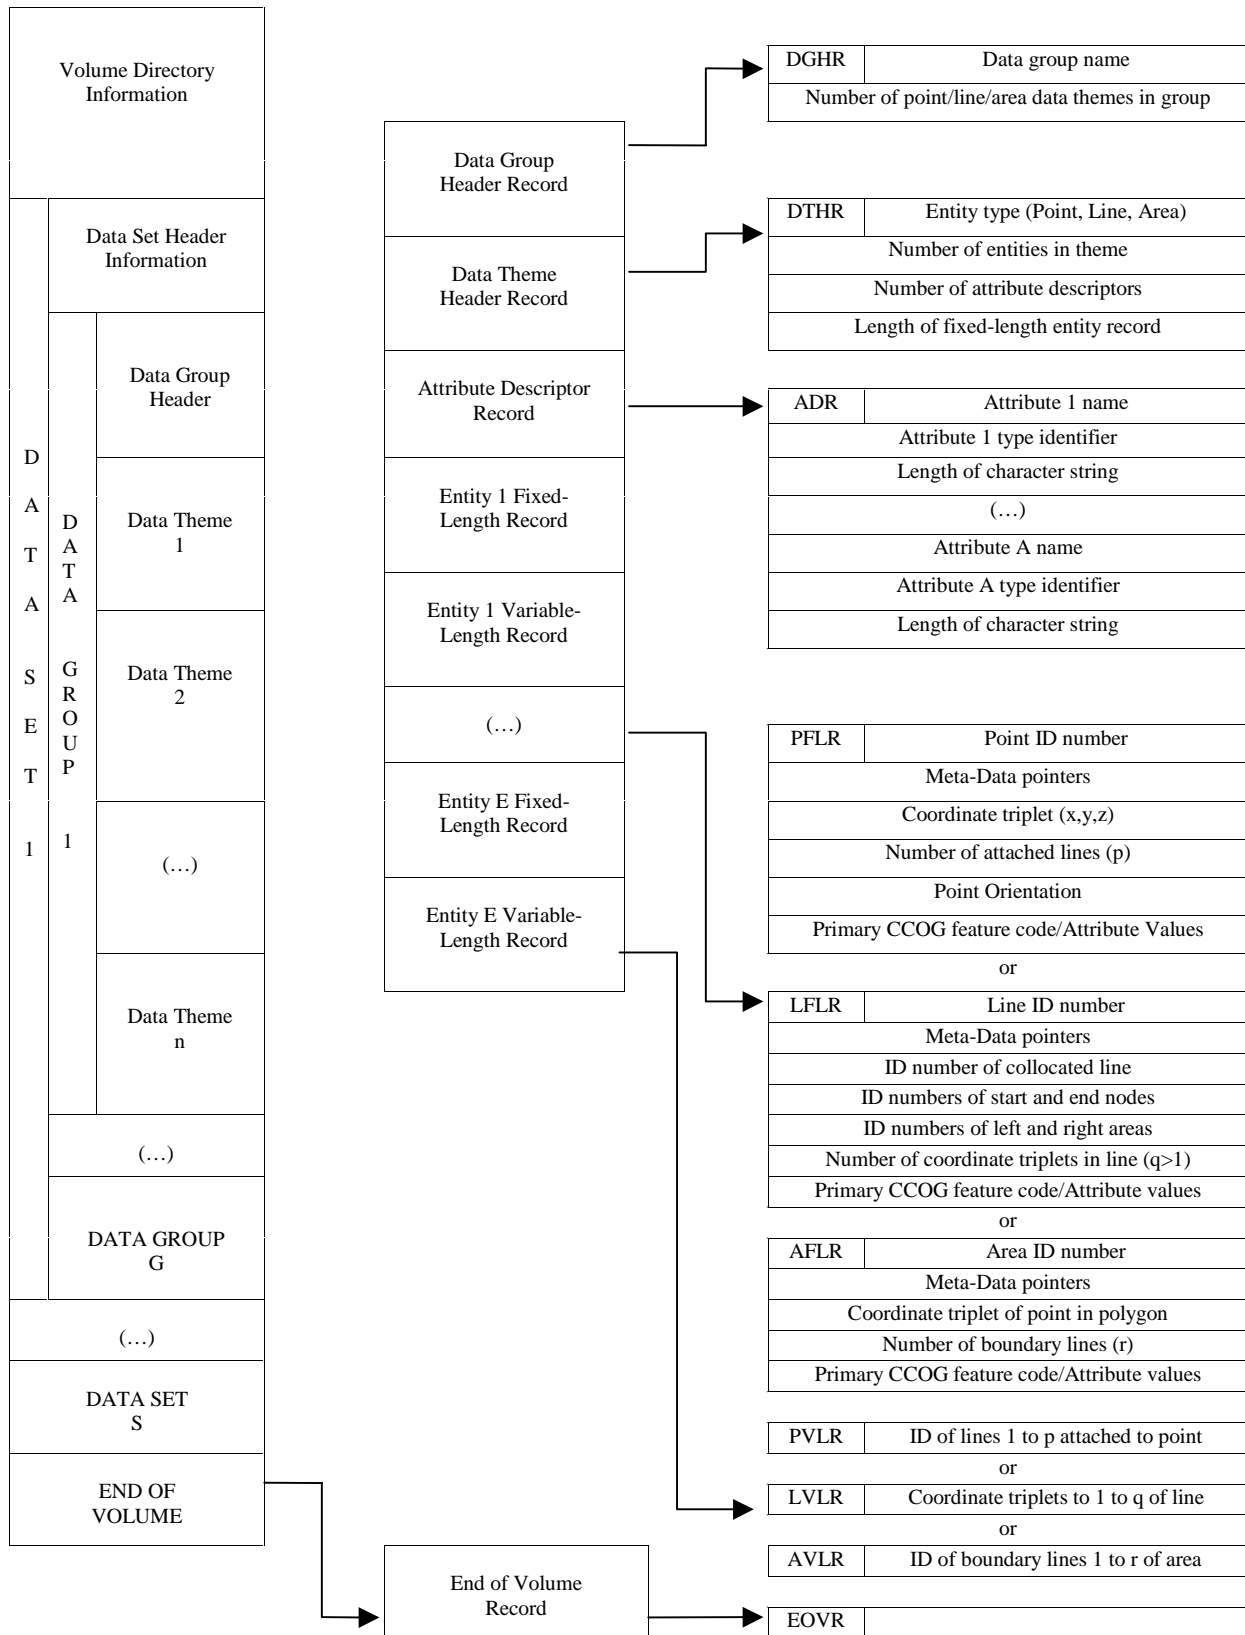 Volume Directory
Information
D
A
T
A
S
E
T
1
Data Set Header
Information
D
A
T
A
G
R
O
U
P
1
Data Group
Header
Data Theme
1
Data Theme
2
(…)
Data Theme
n
(…)
DATA GROUP
G
(…)
DATA SET
S
END OF
VOLUME
Data Group
Header Record
Data Theme
Header Record
Attribute Descriptor
Record
Entity 1 Fixed-
Length Record
Entity 1 Variable-
Length Record
(…)
Entity E Fixed-
Length Record
Entity E Variable-
Length Record
End of Volume
Record
DGHR Data group name
Number of point/line/area data themes in group
DTHR Entity type (Point, Line, Area)
Number of entities in theme
Number of attribute descriptors
Length of fixed-length entity record
ADR Attribute 1 name
Attribute 1 type identifier
Length of character string
(…)
Attribute A name
Attribute A type identifier
Length of character string
PFLR Point ID number
Meta-Data pointers
Coordinate triplet (x,y,z)
Number of attached lines (p)
Point Orientation
Primary CCOG feature code/Attribute Values
or
LFLR Line ID number
Meta-Data pointers
ID number of collocated line
ID numbers of start and end nodes
ID numbers of left and right areas
Number of coordinate triplets in line (q>1)
Primary CCOG feature code/Attribute values
or
AFLR Area ID number
Meta-Data pointers
Coordinate triplet of point in polygon
Number of boundary lines (r)
Primary CCOG feature code/Attribute values
PVLR ID of lines 1 to p attached to point
or
LVLR Coordinate triplets to 1 to q of line
or
AVLR ID of boundary lines 1 to r of area
EOVR